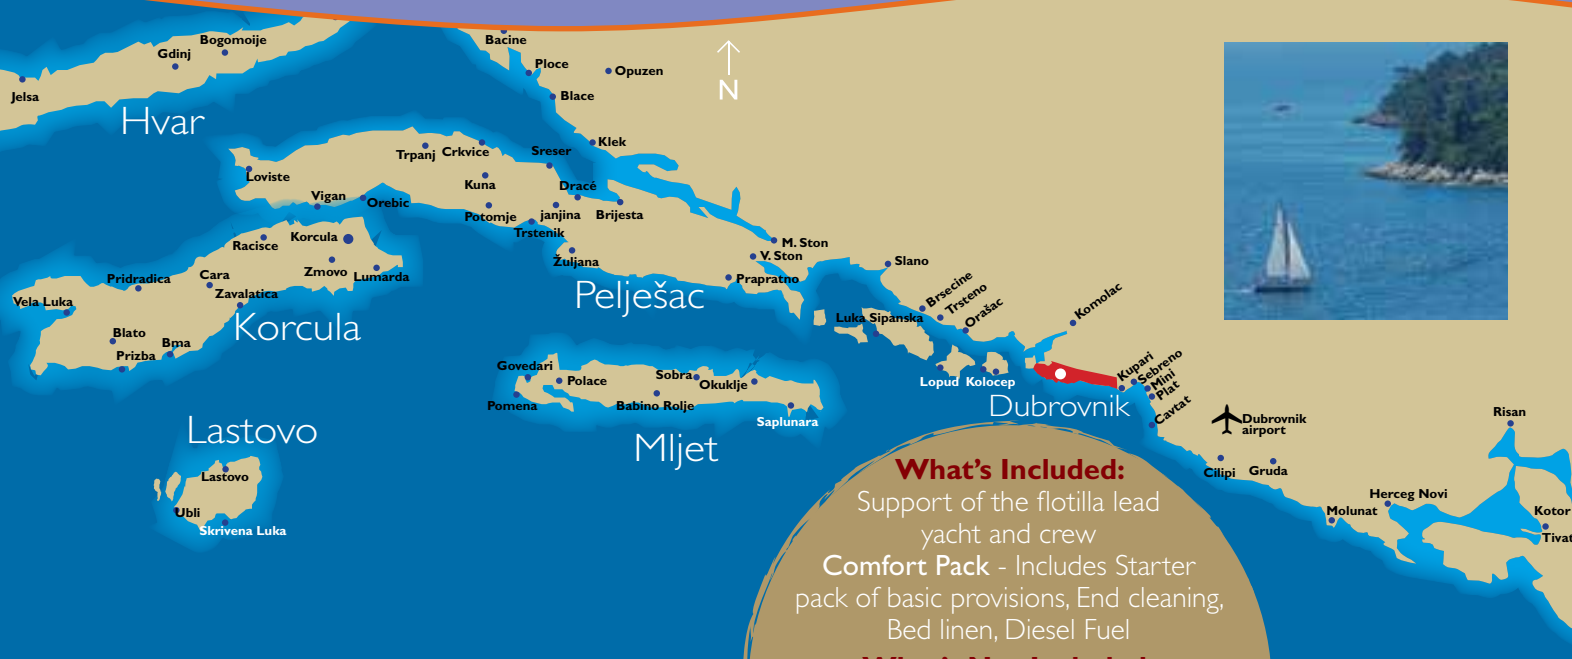 Bacine
Bogomoije
Gdinj
Ploce
Opuzen
Jelsa
Blace
N
Hvar
Klek
Trpanj
Crkvice
Sreser
Loviste
Kuna
Dracé
Vigan
Orebic
Potomje
janjina
Brijesta
Trstenik
Racisce
Korcula
M. Ston
V. Ston
Žuljana
Slano
Zmovo
Lumarda
Cara
Pridradica
Prapratno
Zavalatica
Pelješac
Vela Luka
Brsecine
Trsteno
Orašac
Komolac
Luka Sipanska
Korcula
Blato
Bma
Prizba
Govedari
Polace
Sobra
Okuklje
Lopud
Kolocep
Kupari
Sebreno
Mini
Plat
Cavtat
Pomena
Babino Rolje
Saplunara
Dubrovnik
Dubrovnik
airport
Risan
Lastovo
Mljet
Lastovo
Cilipi
Gruda
Ubli
Skrivena Luka
Molunat
Herceg Novi
Kotor
Tivat
What's Included:
Support of the flotilla lead
yacht and crew
Comfort Pack - Includes Starter
pack of basic provisions, End cleaning,
Bed linen, Diesel Fuel